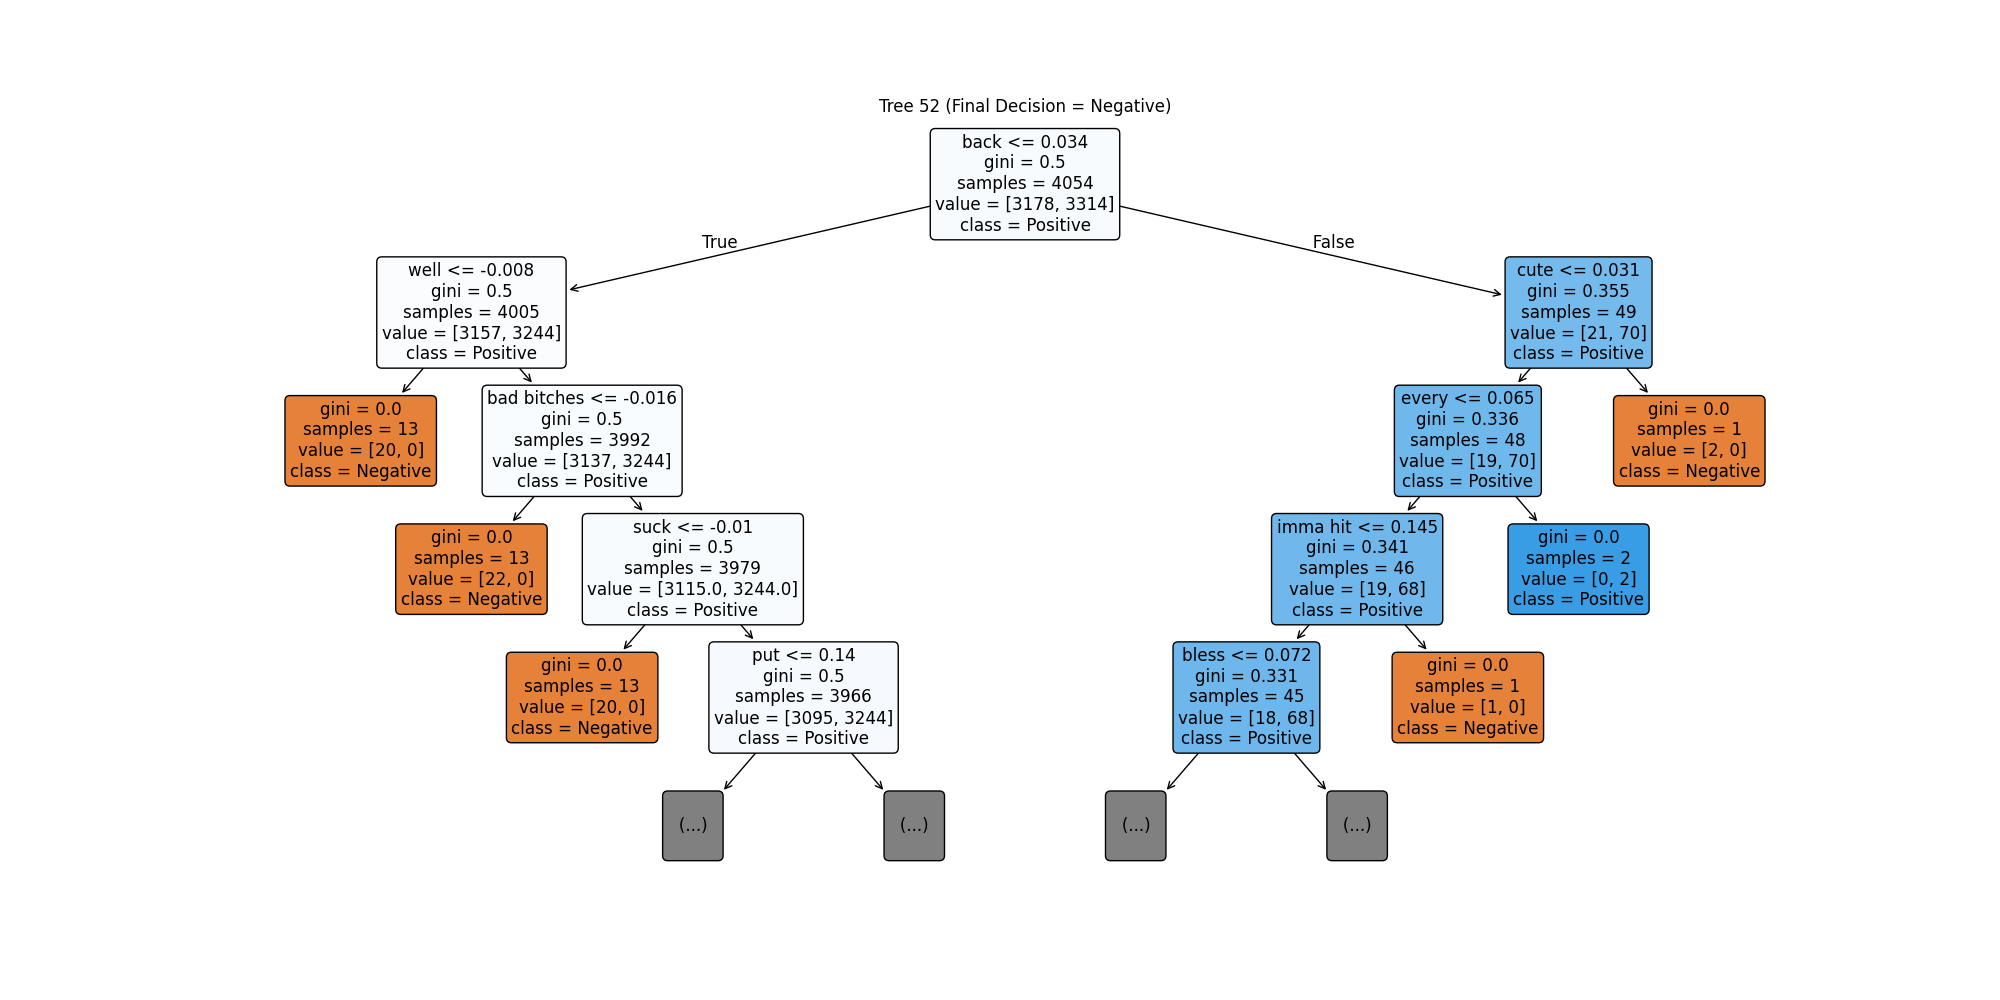 Tree 52 (Final Decision = Negative)
back <= 0.034
gini = 0.5
samples = 4054
value = [3178, 3314]
class = Positive
True
False
well <= -0.008
gini = 0.5
samples = 4005
value = [3157, 3244]
class = Positive
cute <= 0.031
gini = 0.355
samples = 49
value = [21, 70]
class = Positive
gini = 0.0
samples = 13
value = [20, 0]
class = Negative
bad bitches <= -0.016
gini = 0.5
samples = 3992
value = [3137, 3244]
class = Positive
every <= 0.065
gini = 0.336
samples = 48
value = [19, 70]
class = Positive
gini = 0.0
samples = 1
value = [2, 0]
class = Negative
gini = 0.0
samples = 13
value = [22, 0]
class = Negative
suck <= -0.01
gini = 0.5
samples = 3979
value = [3115.0, 3244.0]
class = Positive
imma hit <= 0.145
gini = 0.341
samples = 46
value = [19, 68]
class = Positive
gini = 0.0
samples = 2
value = [0, 2]
class = Positive
gini = 0.0
samples = 13
value = [20, 0]
class = Negative
put <= 0.14
gini = 0.5
samples = 3966
value = [3095, 3244]
class = Positive
bless <= 0.072
gini = 0.331
samples = 45
value = [18, 68]
class = Positive
gini = 0.0
samples = 1
value = [1, 0]
class = Negative
(...)
(...)
(...)
(...)